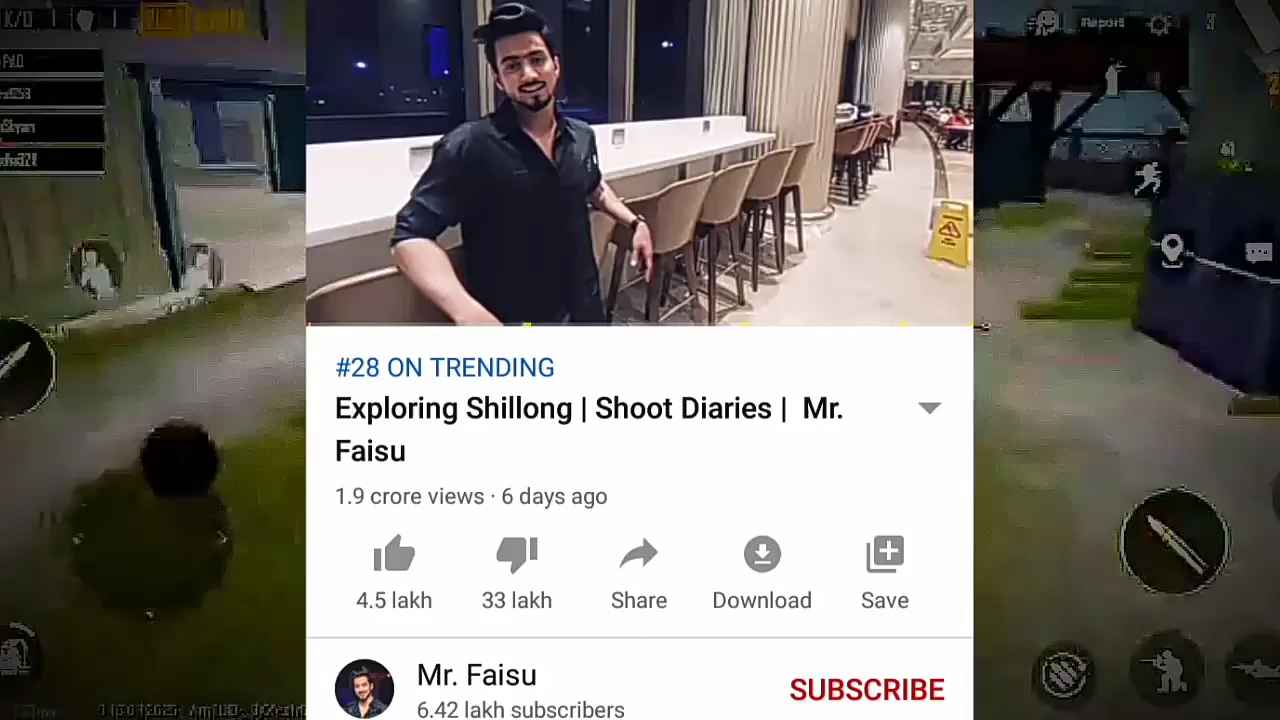 K/D
Report
#28 ON TRENDING
Exploring Shillong | Shoot Diaries | Mr.
Faisu
1.9 crore views · 6 days ago
4.5 lakh
33 lakh
Share
Download
Save
Mr. Faisu
6.42 lakh subscribers
SUBSCRIBE